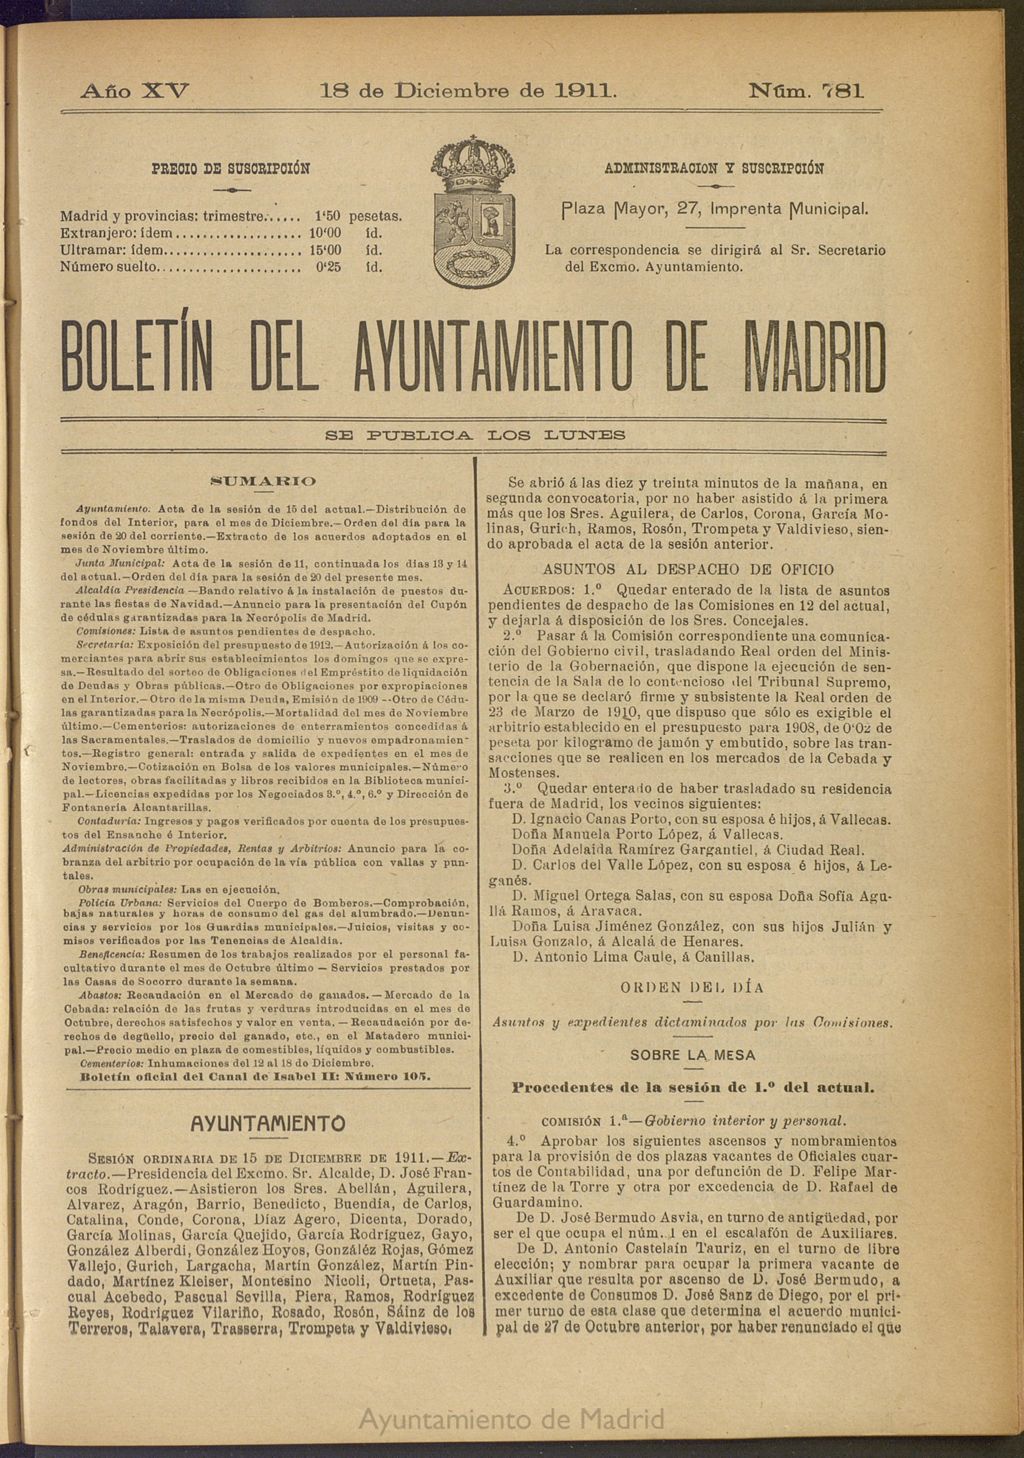 Año XV
18 de Diciembre de 1911.
Núm. 781
PRECIO DE SUSCRIPCIÓN
Madrid y provincias: trimestre...... 1'50 pesetas.
Extranjero: ídem.................. 10'00 íd.
Ultramar: ídem.................... 15'00 íd.
Número suelto..................... 0'25 íd.
ADMINISTRACION Y SUSCRIPCIÓN
Plaza Mayor, 27, Imprenta Municipal.
La correspondencia se dirigirá al Sr. Secretario
del Excmo. Ayuntamiento.
BOLETÍN DEL AYUNTAMIENTO DE MADRID
SE PUBLICA LOS LUNES
SUMARIO
Ayuntamiento: Acta de la sesión de 15 del actual.—Distribución de
fondos del Interior, para el mes de Diciembre.—Orden del día para la
sesión de 20 del corriente.—Extracto de los acuerdos adoptados en el
mes de Noviembre último.
Junta Municipal: Acta de la sesión de 11, continuada los días 13 y 14
del actual.—Orden del día para la sesión de 20 del presente mes.
Alcaldía Presidencia —Bando relativo á la instalación de puestos du-
rante las fiestas de Navidad.—Anuncio para la presentación del Cupón
de cédulas garantizadas para la Necrópolis de Madrid.
Comisiones: Lista de asuntos pendientes de despacho.
Secretaría: Exposición del presupuesto de 1912.—Autorización á los co-
merciantes para abrir sus establecimientos los domingos que se expre-
sa.—Resultado del sorteo de Obligaciones del Empréstito de liquidación
de Deudas y Obras públicas.—Otro de Obligaciones por expropiaciones
en el Interior.—Otro de la misma Deuda, Emisión de 1909 --Otro de Cédu-
las garantizadas para la Necrópolis.—Mortalidad del mes de Noviembre
último.—Cementerios: autorizaciones de enterramientos concedidas á
las Sacramentales.—Traslados de domicilio y nuevos empadronamien-
tos.—Registro general: entrada y salida de expedientes en el mes de
Noviembre.—Cotización en Bolsa de los valores municipales.—Número
de lectores, obras facilitadas y libros recibidos en la Biblioteca munici-
pal.—Licencias expedidas por los Negociados 3.º, 4.º, 6.º y Dirección de
Fontanería Alcantarillas.
Contaduría: Ingresos y pagos verificados por cuenta de los presupues-
tos del Ensanche é Interior.
Administración de Propiedades, Rentas y Arbitrios: Anuncio para la co-
branza del arbitrio por ocupación de la vía pública con vallas y pun-
tales.
Obras municipales: Las en ejecución.
Policía Urbana: Servicios del Cuerpo de Bomberos.—Comprobación,
bajas naturales y horas de consumo del gas del alumbrado.—Denun-
cias y servicios por los Guardias municipales.—Juicios, visitas y co-
misos verificados por las Tenencias de Alcaldía.
Beneficencia: Resumen de los trabajos realizados por el personal fa-
cultativo durante el mes de Octubre último — Servicios prestados por
las Casas de Socorro durante la semana.
Abastos: Recaudación en el Mercado de ganados.—Mercado de la
Cebada: relación de las frutas y verduras introducidas en el mes de
Octubre, derechos satisfechos y valor en venta.—Recaudación por de-
rechos de degüello, precio del ganado, etc., en el Matadero munici-
pal.—Precio medio en plaza de comestibles, líquidos y combustibles.
Cementerios: Inhumaciones del 12 al 18 de Diciembre.
Boletín oficial del Canal de Isabel II: Número 105.
AYUNTAMIENTO
SESIÓN ORDINARIA DE 15 DE DICIEMBRE DE 1911.—Ex-
tracto.—Presidencia del Excmo. Sr. Alcalde, D. José Fran-
cos Rodríguez.—Asistieron los Sres. Abellán, Aguilera,
Alvarez, Aragón, Barrio, Benedicto, Buendía, de Carlos,
Catalina, Conde, Corona, Díaz Agero, Dicenta, Dorado,
García Molinas, García Quejido, García Rodríguez, Gayo,
González Alberdi, González Hoyos, González Rojas, Gómez
Vallejo, Gurich, Largacha, Martín González, Martín Pin-
dado, Martínez Kleiser, Montesino Nicoli, Ortueta, Pas-
cual Acebedo, Pascual Sevilla, Piera, Ramos, Rodríguez
Reyes, Rodríguez Vilariño, Rosado, Rosón, Sáinz de los
Terreros, Talavera, Trasserra, Trompeta y Valdivieso.
Se abrió á las diez y treinta minutos de la mañana, en
segunda convocatoria, por no haber asistido á la primera
más que los Sres. Aguilera, de Carlos, Corona, García Mo-
linas, Gurich, Ramos, Rosón, Trompeta y Valdivieso, sien-
do aprobada el acta de la sesión anterior.
ASUNTOS AL DESPACHO DE OFICIO
ACUERDOS: 1.º Quedar enterado de la lista de asuntos
pendientes de despacho de las Comisiones en 12 del actual,
y dejarla á disposición de los Sres. Concejales.
2.º Pasar á la Comisión correspondiente una comunica-
ción del Gobierno civil, trasladando Real orden del Minis-
terio de la Gobernación, que dispone la ejecución de sen-
tencia de la Sala de lo contencioso del Tribunal Supremo,
por la que se declaró firme y subsistente la Real orden de
23 de Marzo de 1910, que dispuso que sólo es exigible el
arbitrio establecido en el presupuesto para 1908, de 0'02 de
peseta por kilogramo de jamón y embutido, sobre las tran-
sacciones que se realicen en los mercados de la Cebada y
Mostenses.
3.º Quedar enterado de haber trasladado su residencia
fuera de Madrid, los vecinos siguientes:
D. Ignacio Canas Porto, con su esposa é hijos, á Vallecas.
Doña Manuela Porto López, á Vallecas.
Doña Adelaida Ramírez Gargantiel, á Ciudad Real.
D. Carlos del Valle López, con su esposa é hijos, á Le-
ganés.
D. Miguel Ortega Salas, con su esposa Doña Sofía Agu-
llá Ramos, á Aravaca.
Doña Luisa Jiménez González, con sus hijos Julián y
Luisa Gonzalo, á Alcalá de Henares.
D. Antonio Lima Caule, á Canillas.
ORDEN DEL DÍA
Asuntos y expedientes dictaminados por las Comisiones.
SOBRE LA MESA
Procedentes de la sesión de 1.º del actual.
COMISIÓN 1.ª—Gobierno interior y personal.
4.º Aprobar los siguientes ascensos y nombramientos
para la provisión de dos plazas vacantes de Oficiales cuar-
tos de Contabilidad, una por defunción de D. Felipe Mar-
tínez de la Torre y otra por excedencia de D. Rafael de
Guardamino.
De D. José Bermudo Asvia, en turno de antigüedad, por
ser el que ocupa el núm. 1 en el escalafón de Auxiliares.
De D. Antonio Castelaín Tauriz, en el turno de libre
elección; y nombrar para ocupar la primera vacante de
Auxiliar que resulta por ascenso de D. José Bermudo, a
excedente de Consumos D. José Sanz de Diego, por el pri-
mer turno de esta clase que determina el acuerdo munici-
pal de 27 de Octubre anterior, por haber renunciado el que
Ayuntamiento de Madrid